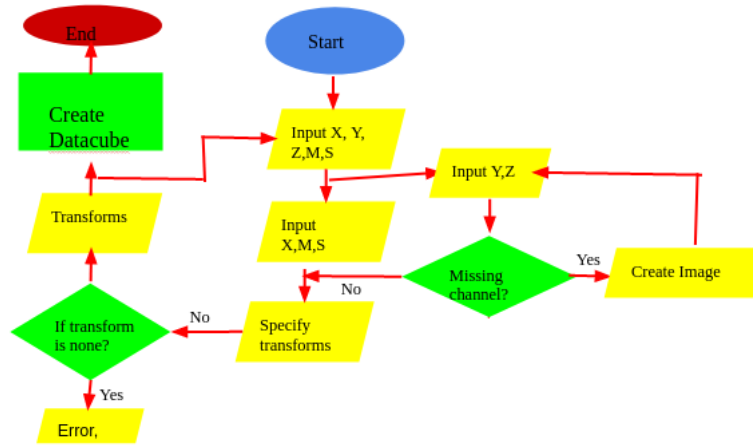 End
Start
Create
Datacube
Input X, Y,
Z,M,S
Input Y,Z
Transforms
Input
X,M,S
Missing
channel?
Yes
Create Image
No
If transform
is none?
No
Specify
transforms
Yes
Error,